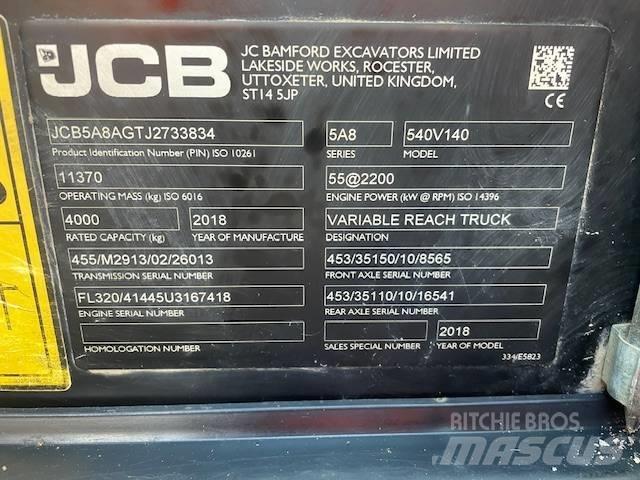 JCB
JC BAMFORD EXCAVATORS LIMITED
LAKESIDE WORKS, ROCESTER,
UTTOXETER, UNITED KINGDOM,
ST14 5JP
CE
JCB5A8AGTJ2733834
Product Identification Number (PIN) ISO 10261
5A8 540V140
SERIES MODEL
11370
OPERATING MASS (kg) ISO 6016
55@2200
ENGINE POWER (kW @ RPM) ISO 14396
4000 2018
RATED CAPACITY (kg) YEAR OF MANUFACTURE
VARIABLE REACH TRUCK
DESIGNATION
455/M2913/02/26013
TRANSMISSION SERIAL NUMBER
453/35150/10/8565
FRONT AXLE SERIAL NUMBER
FL320/41445U3167418
ENGINE SERIAL NUMBER
453/35110/10/16541
REAR AXLE SERIAL NUMBER
HOMOLOGATION NUMBER
2018
SALES SPECIAL NUMBER YEAR OF MODEL
334/E5823
RITCHIE BROS.
MASCUS